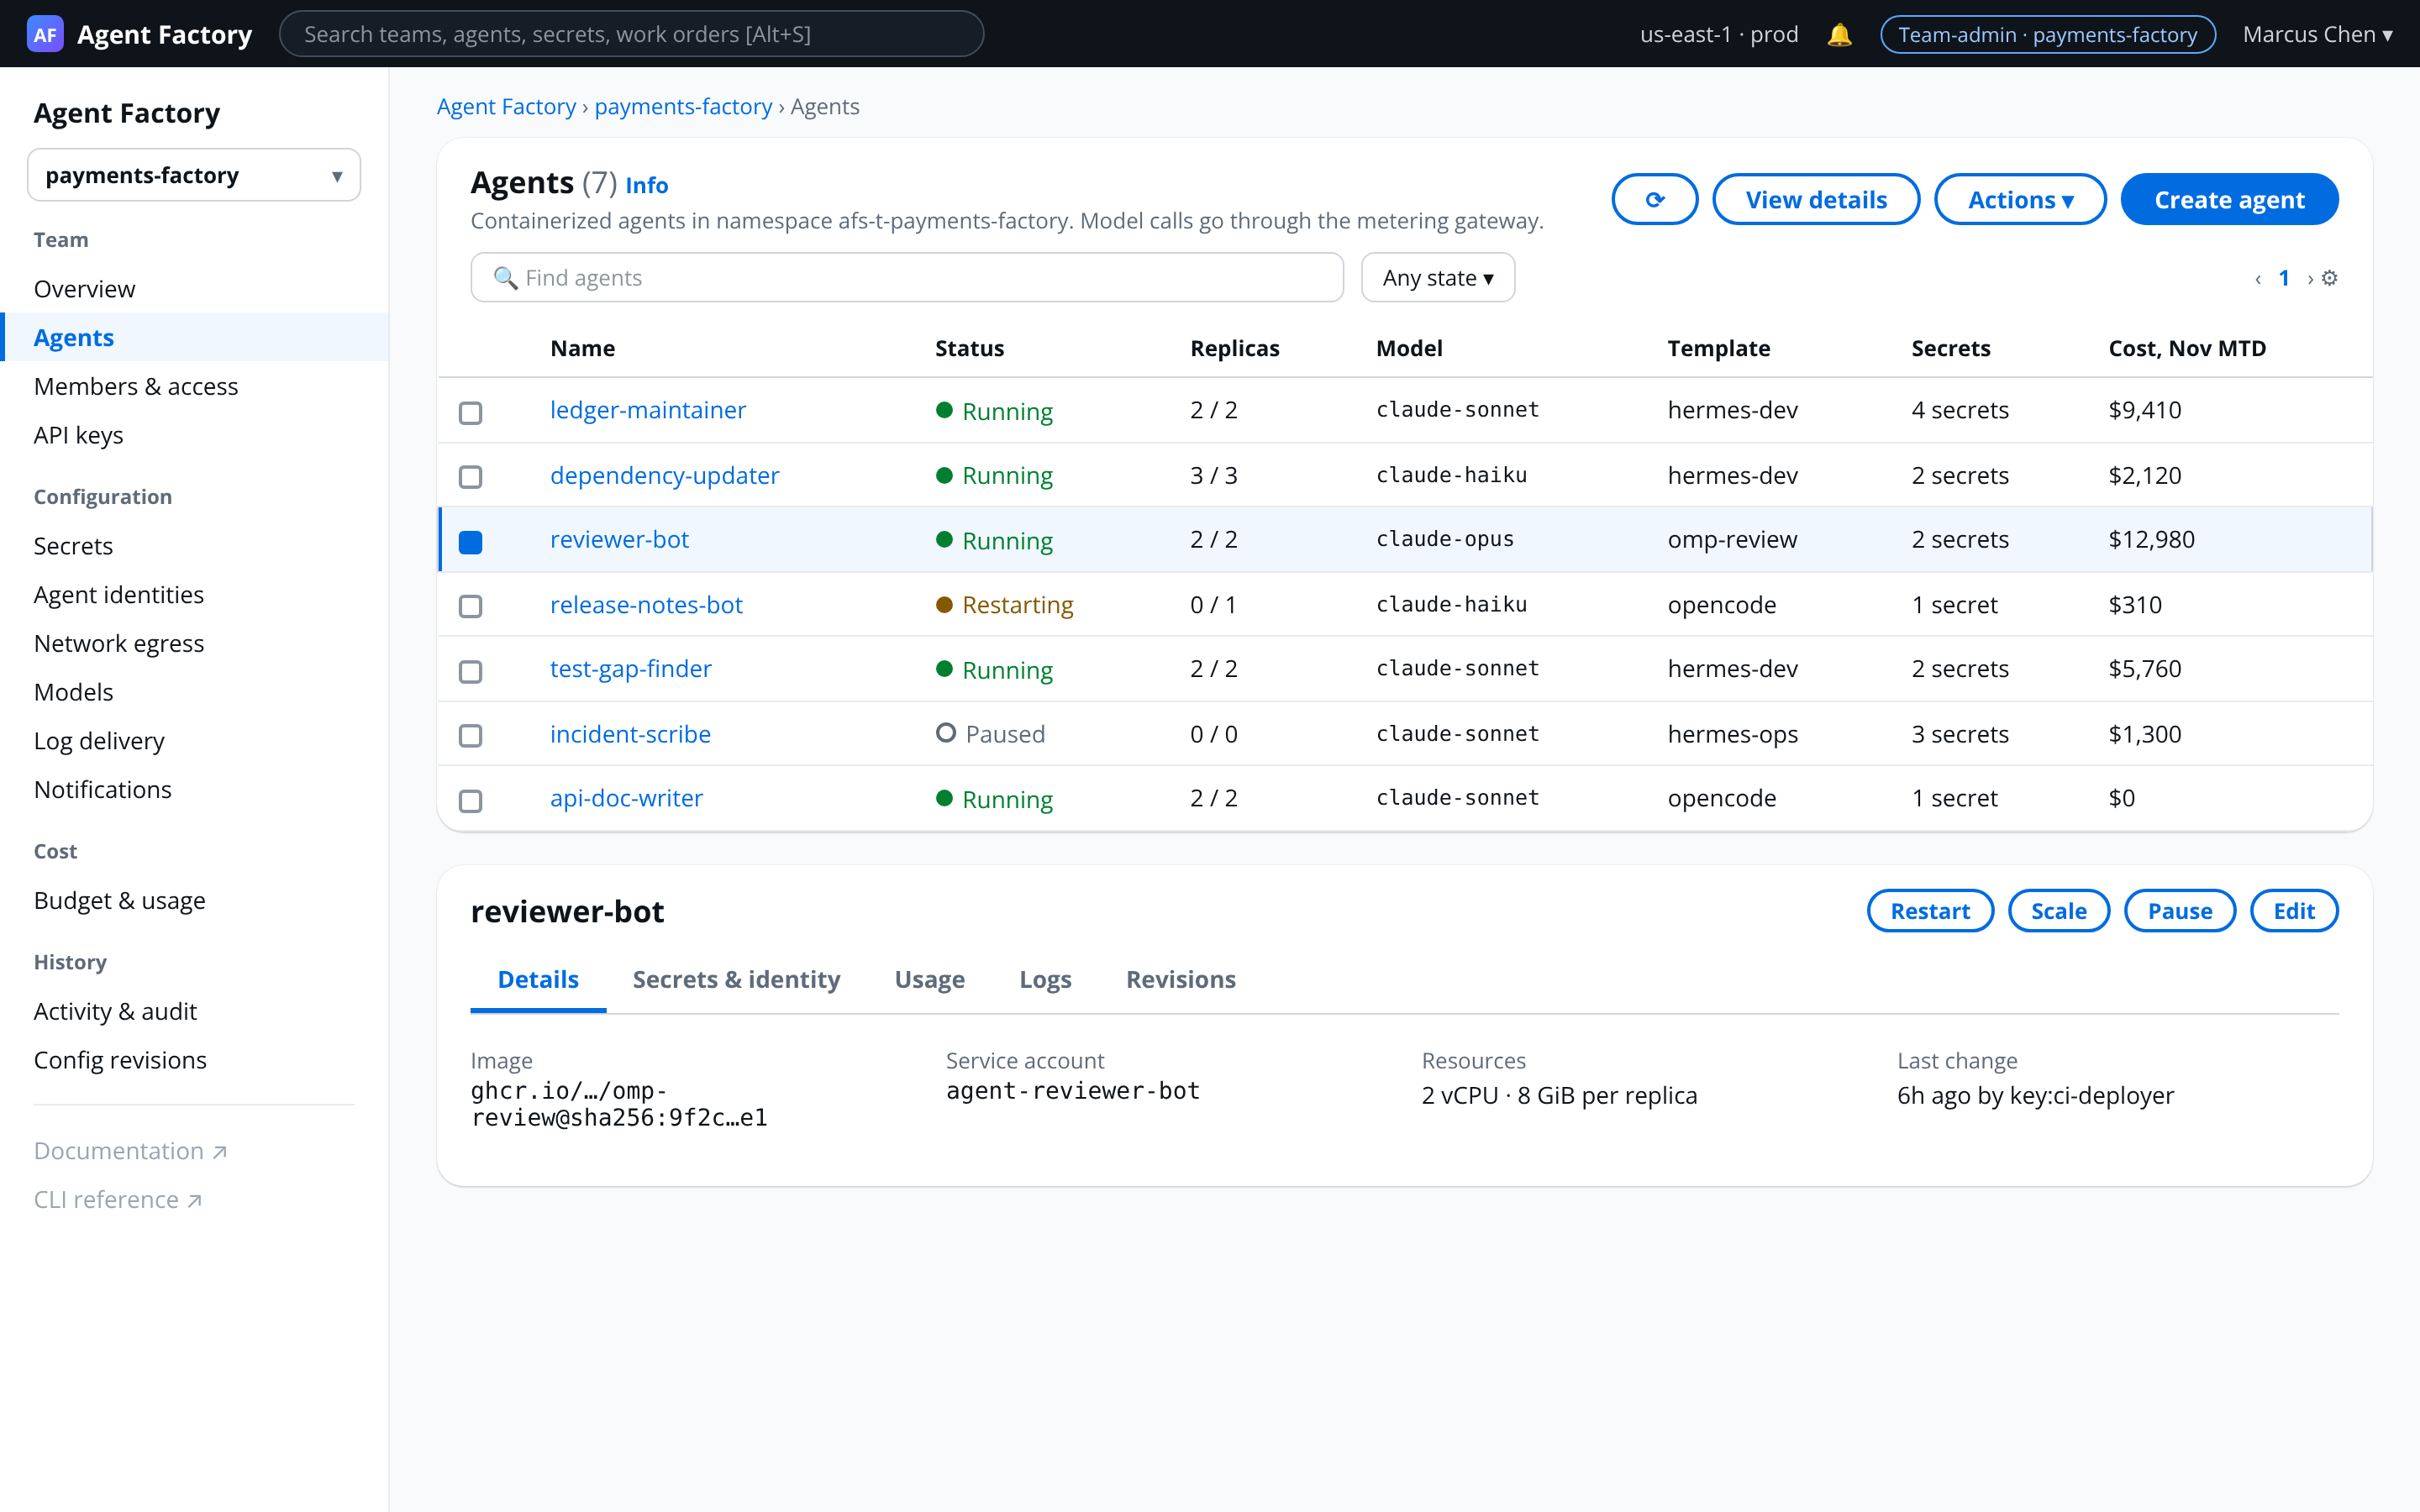 AF Agent Factory Search teams, agents, secrets, work orders [Alt+S] us-east-1 · prod 🔔 Team-admin · payments-factory Marcus Chen ▾
Agent Factory
payments-factory ▾
Team
Overview
Agents
Members & access
API keys
Configuration
Secrets
Agent identities
Network egress
Models
Log delivery
Notifications
Cost
Budget & usage
History
Activity & audit
Config revisions
Documentation ↗
CLI reference ↗
Agent Factory › payments-factory › Agents
Agents (7) Info
Containerized agents in namespace afs-t-payments-factory. Model calls go through the metering gateway.
⟳ View details Actions ▾ Create agent
🔍 Find agents Any state ▾ ‹ 1 › ⚙
Name Status Replicas Model Template Secrets Cost, Nov MTD
ledger-maintainer Running 2 / 2 claude-sonnet hermes-dev 4 secrets $9,410
dependency-updater Running 3 / 3 claude-haiku hermes-dev 2 secrets $2,120
reviewer-bot Running 2 / 2 claude-opus omp-review 2 secrets $12,980
release-notes-bot Restarting 0 / 1 claude-haiku opencode 1 secret $310
test-gap-finder Running 2 / 2 claude-sonnet hermes-dev 2 secrets $5,760
incident-scribe Paused 0 / 0 claude-sonnet hermes-ops 3 secrets $1,300
api-doc-writer Running 2 / 2 claude-sonnet opencode 1 secret $0
reviewer-bot Restart Scale Pause Edit
Details Secrets & identity Usage Logs Revisions
Image
ghcr.io/…/omp-
review@sha256:9f2c…e1
Service account
agent-reviewer-bot
Resources
2 vCPU · 8 GiB per replica
Last change
6h ago by key:ci-deployer